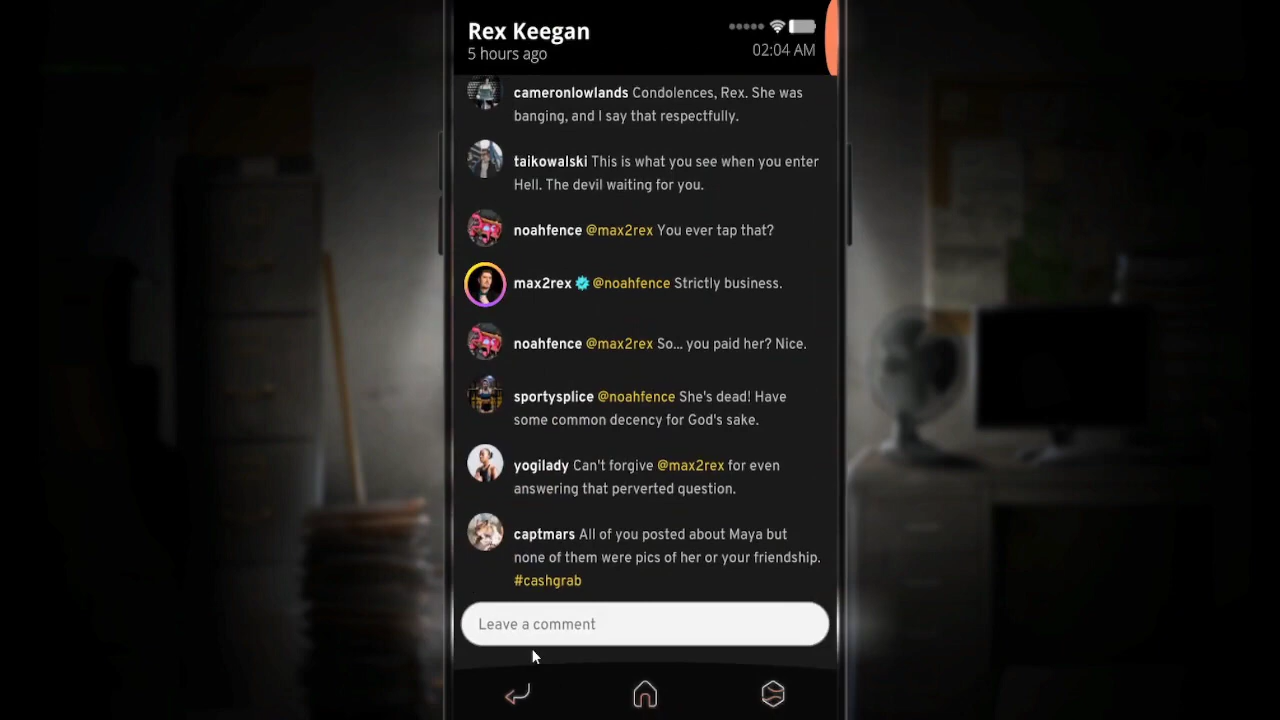 Rex Keegan
5 hours ago
02:04 AM
cameronlowlands Condolences, Rex. She was
banging, and I say that respectfully.
taikowalski This is what you see when you enter
Hell. The devil waiting for you.
noahfence @max2rex You ever tap that?
max2rex @noahfence Strictly business.
noahfence @max2rex So... you paid her? Nice.
sportysplice @noahfence She's dead! Have
some common decency for God's sake.
yogilady Can't forgive @max2rex for even
answering that perverted question.
captmars All of you posted about Maya but
none of them were pics of her or your friendship.
#cashgrab
Leave a comment